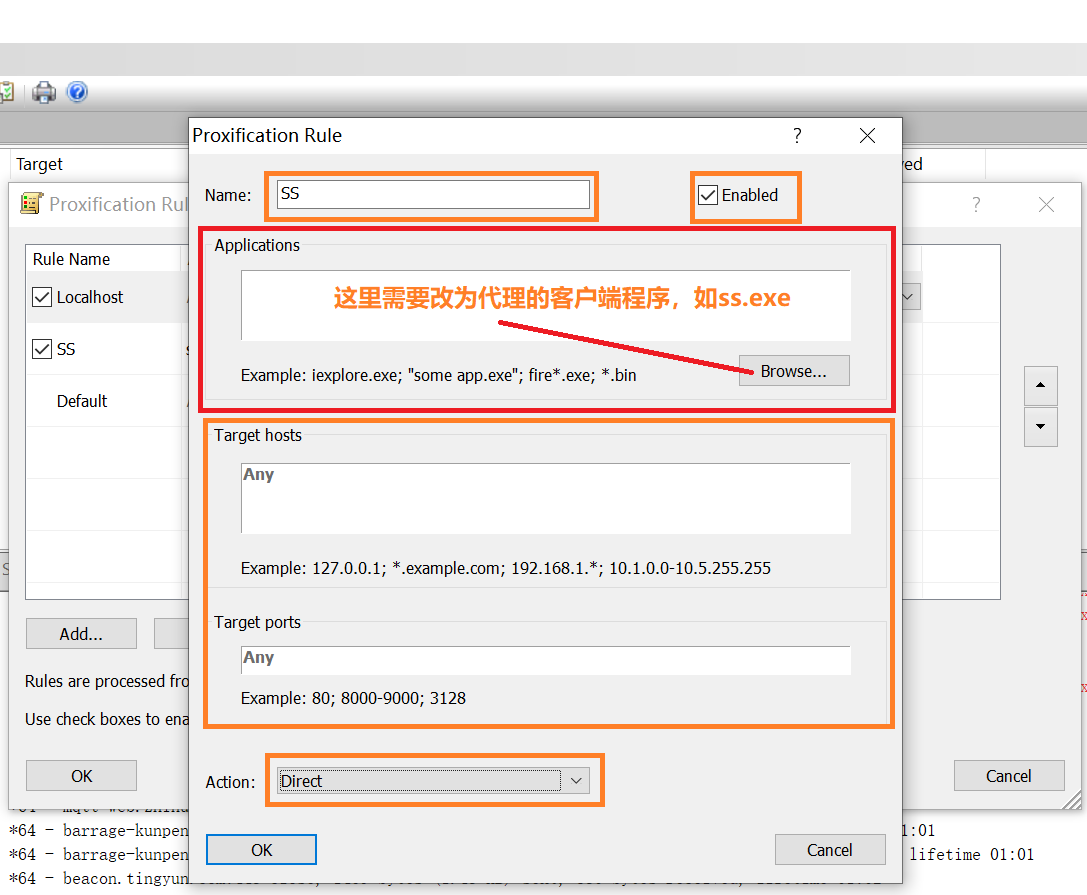 Target
ved
Proxification Rule
?
Proxification Rul
?
Name:
SS
Enabled
Applications
Rule Name
这里需要改为代理的客户端程序，如ss.exe
Localhost
SS
Example: iexplore.exe; "some app.exe"; fire*.exe; *.bin
Browse...
Default
Target hosts
Any
Example: 127.0.0.1; *.example.com; 192.168.1.*; 10.1.0.0-10.5.255.255
Target ports
Add...
Any
Rules are processed fro
Example: 80; 8000-9000; 3128
Use check boxes to ena
Action:
Direct
OK
Cancel
*64 - barrage-kunpen
1:01
OK
Cancel
*64 - barrage-kunpen
lifetime 01:01
*64 - beacon.tingyun